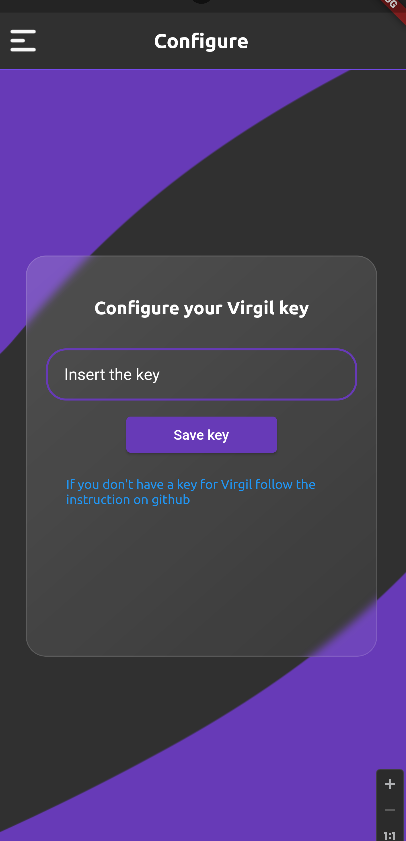 Configure
Configure your Virgil key
Insert the key
Save key
If you don't have a key for Virgil follow the
instruction on github
+
−
1:1